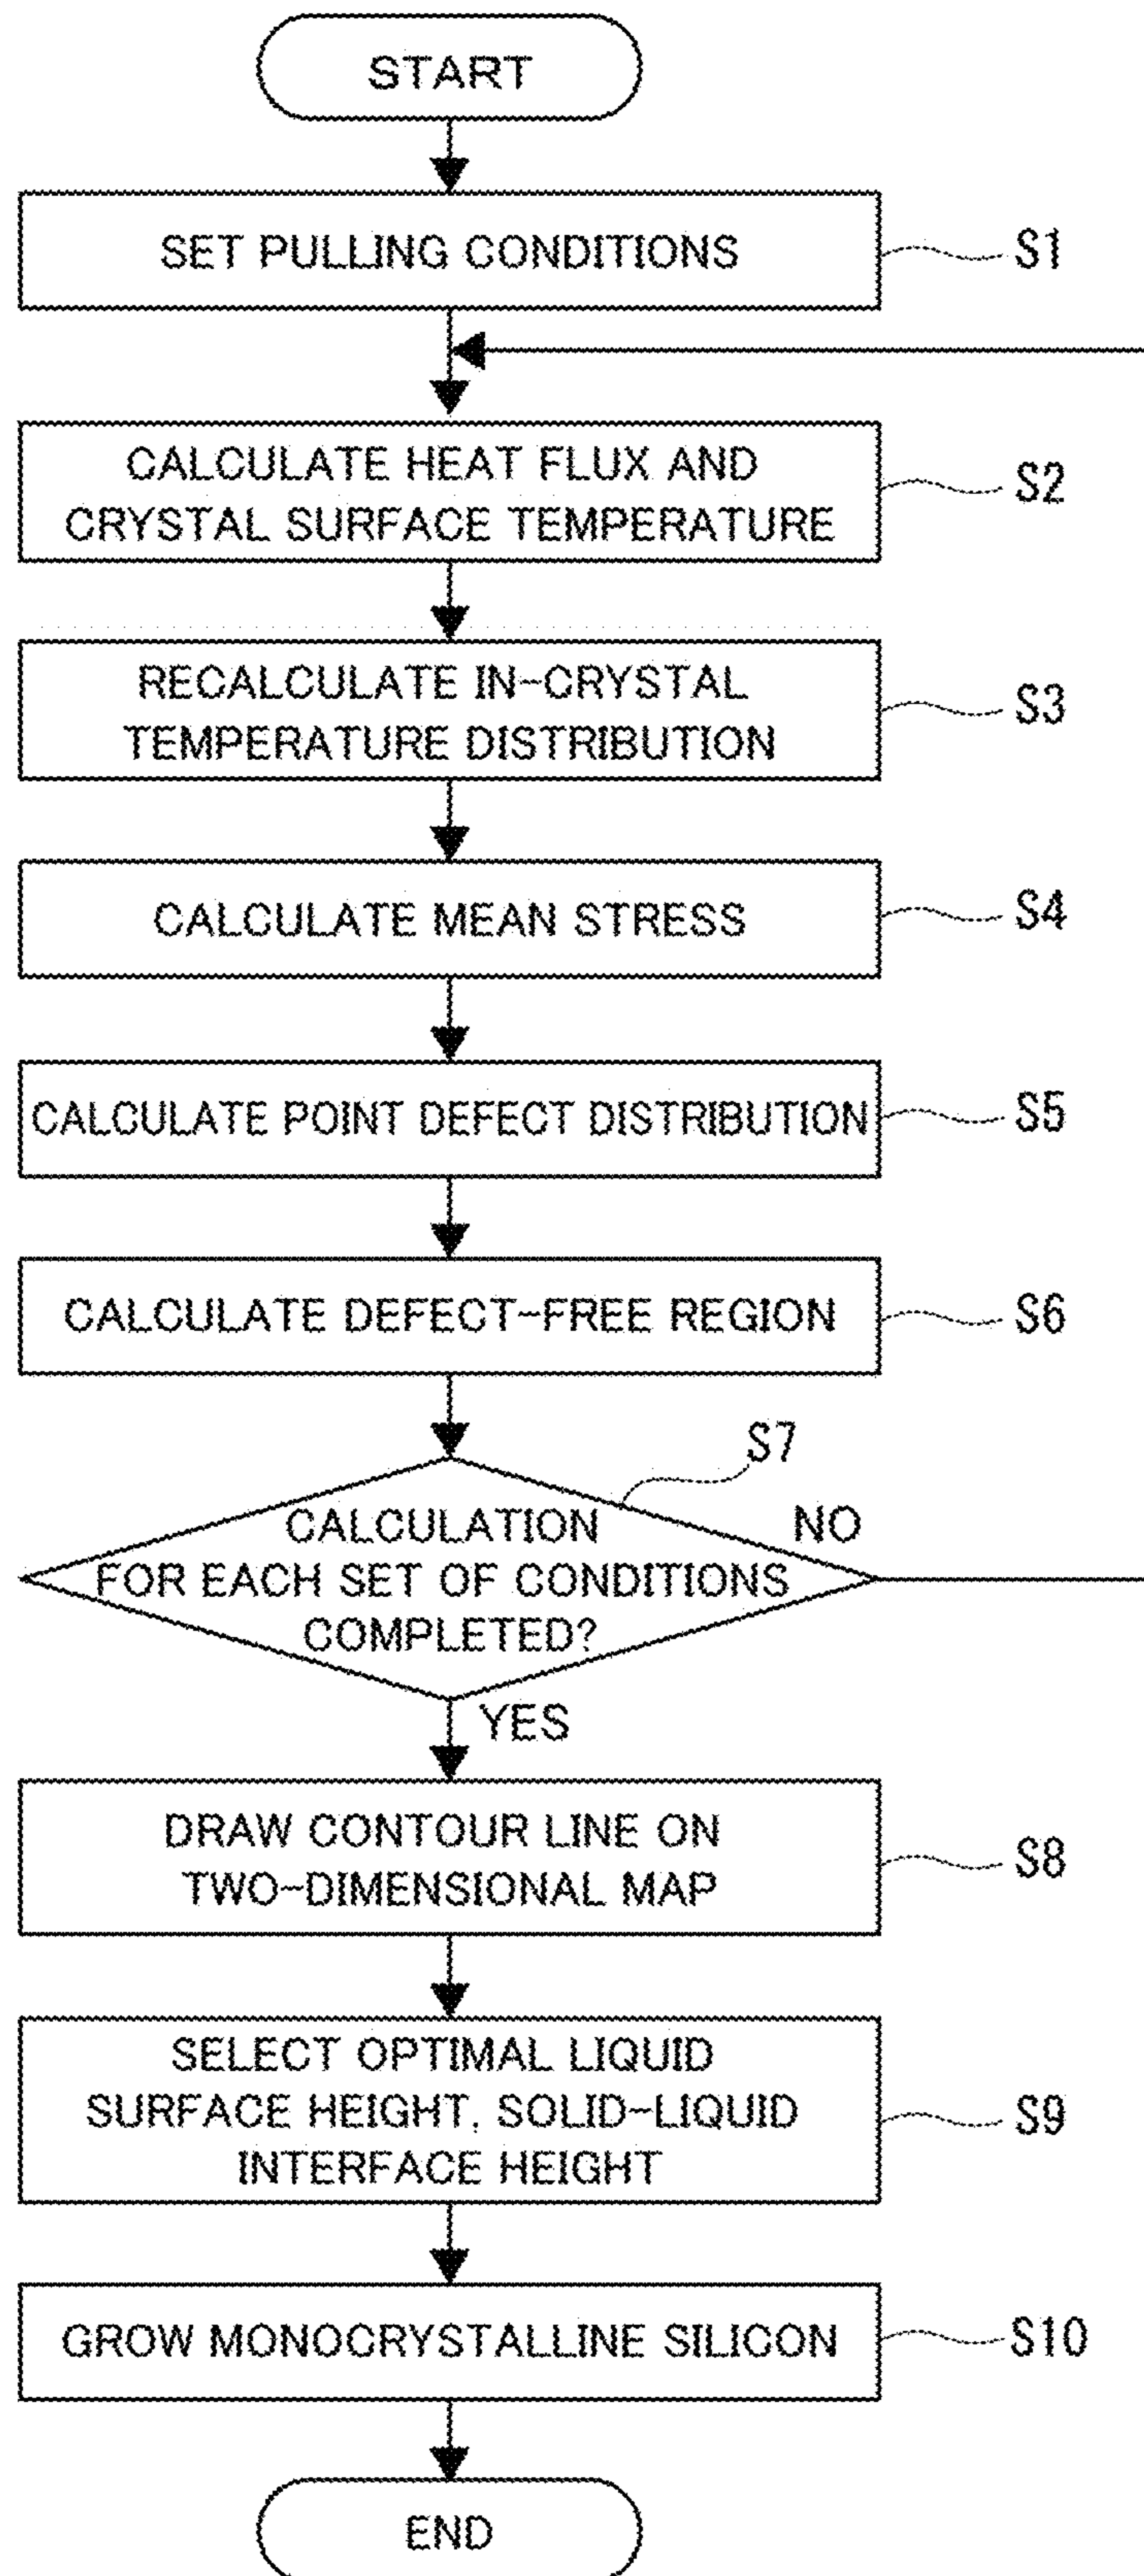 START
SET PULLING CONDITIONS
S1
CALCULATE HEAT FLUX AND
CRYSTAL SURFACE TEMPERATURE
S2
RECALCULATE IN-CRYSTAL
TEMPERATURE DISTRIBUTION
S3
CALCULATE MEAN STRESS
S4
CALCULATE POINT DEFECT DISTRIBUTION
S5
CALCULATE DEFECT-FREE REGION
S6
S7
CALCULATION
FOR EACH SET OF CONDITIONS
COMPLETED?
NO
YES
DRAW CONTOUR LINE ON
TWO-DIMENSIONAL MAP
S8
SELECT OPTIMAL LIQUID
SURFACE HEIGHT, SOLID-LIQUID
INTERFACE HEIGHT
S9
GROW MONOCRYSTALLINE SILICON
S10
END